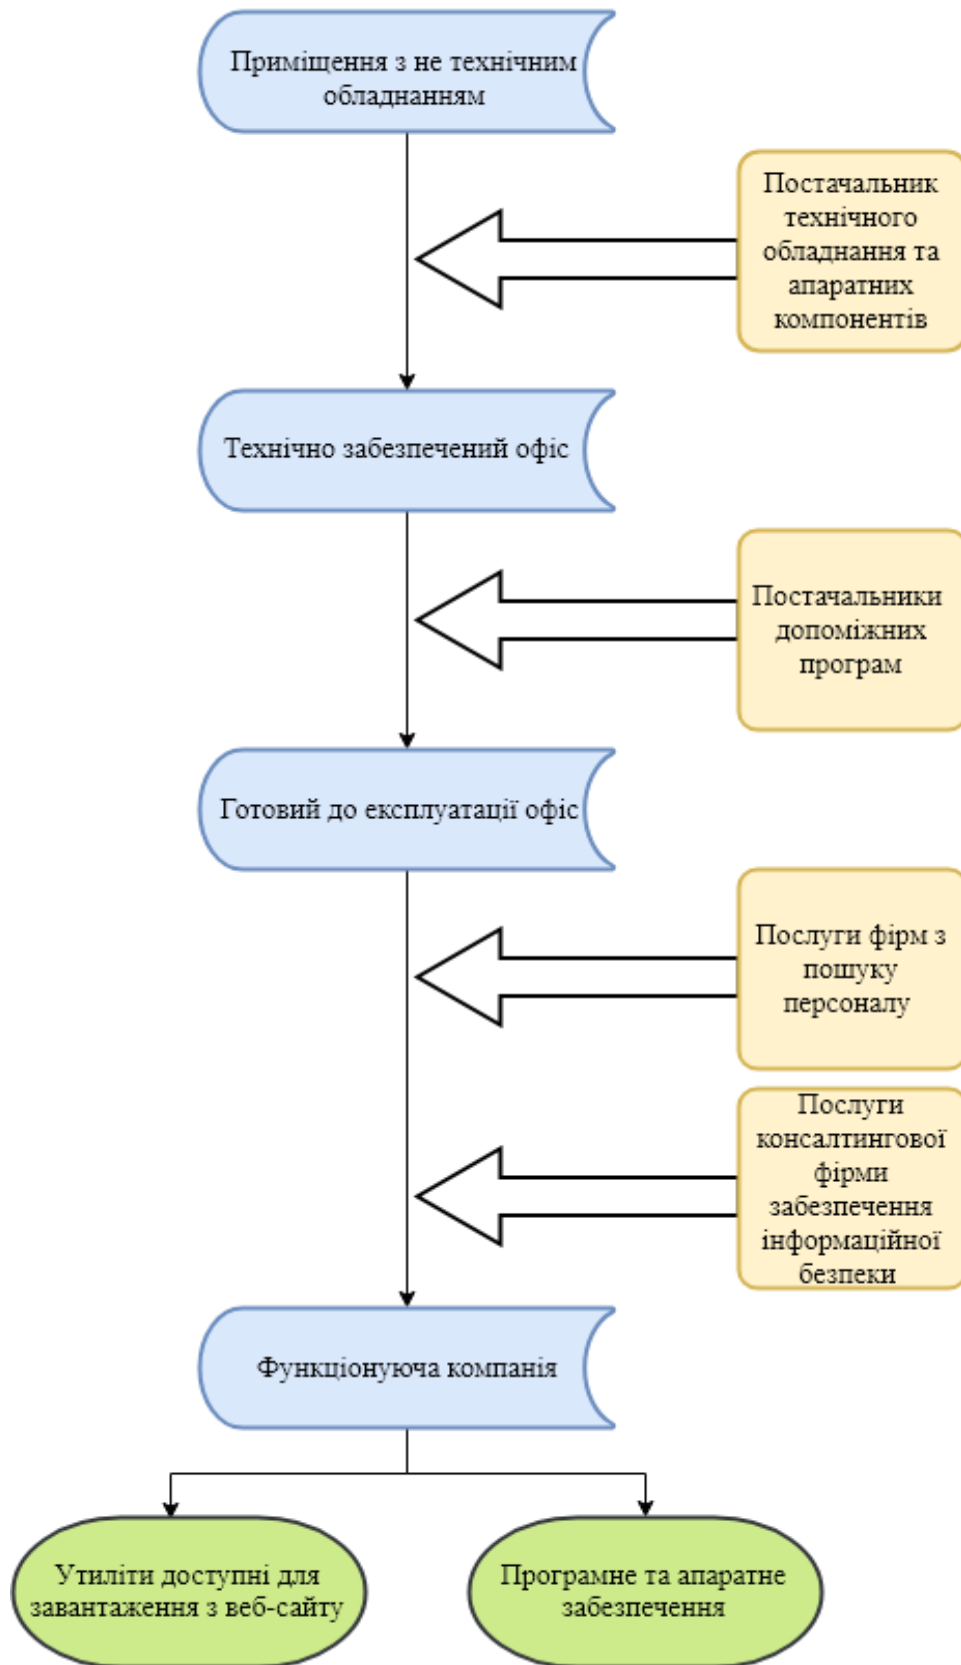 Приміщення з не технічним
обладнанням
Постачальник
технічного
обладнання та
апаратних
компонентів
Технічно забезпечений офіс
Постачальники
допоміжних
програм
Готовий до експлуатації офіс
Послуги фірм з
пошуку
персоналу
Послуги
консалтингової
фірми
забезпечення
інформаційної
безпеки
Функціонуюча компанія
Утиліти доступні для
завантаження з веб-сайту
Програмне та апаратне
забезпечення